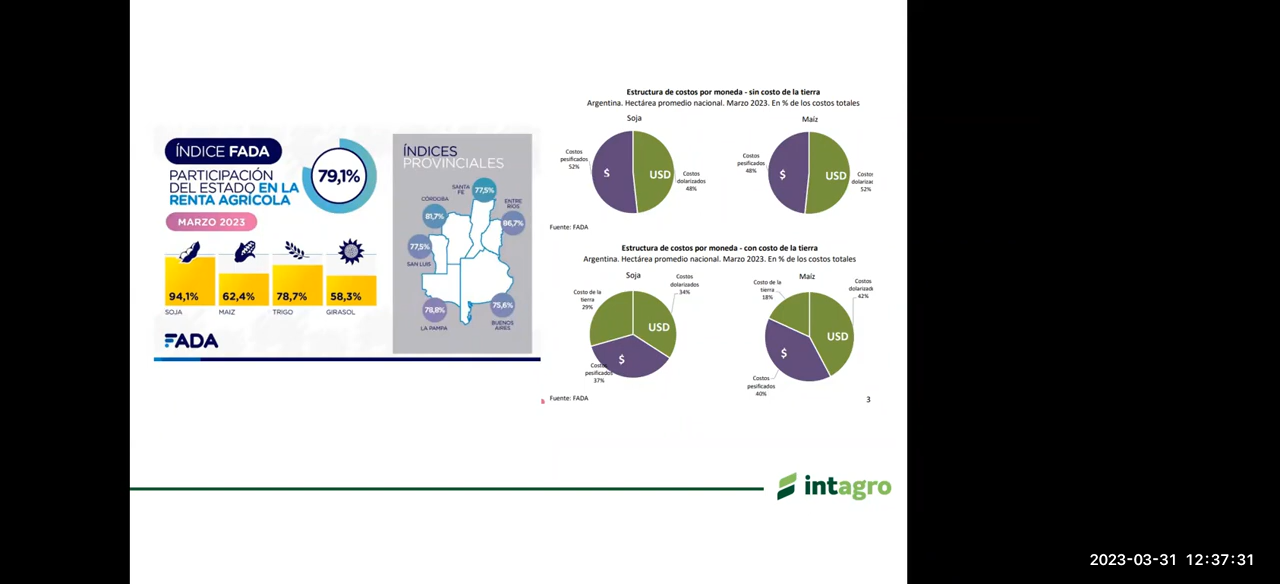 ÍNDICE FADA
PARTICIPACIÓN
DEL ESTADO EN LA
RENTA AGRÍCOLA
79,1%
MARZO 2023
94,1%
62,4%
78,7%
58,3%
SOJA
MAIZ
TRIGO
GIRASOL
FADA
ÍNDICES
PROVINCIALES
SANTA
FE
77,5%
CÓRDOBA
81,7%
ENTRE
RÍOS
86,7%
77,5%
SAN LUIS
78,8%
LA PAMPA
75,6%
BUENOS
AIRES
Estructura de costos por moneda - sin costo de la tierra
Argentina. Hectárea promedio nacional. Marzo 2023. En % de los costos totales
Soja
Costos
pesificados
52%
$
USD
Costos
dolarizados
48%
Maíz
Costos
pesificados
48%
$
USD
Costos
dolarizac
52%
Fuente: FADA
Estructura de costos por moneda - con costo de la tierra
Argentina. Hectárea promedio nacional. Marzo 2023. En % de los costos totales
Soja
Costo de la
tierra
29%
Costos
dolarizados
34%
USD
$
Costos
pesificados
37%
Maíz
Costo de la
tierra
18%
Costos
dolarizad
42%
USD
$
Costos
pesificados
40%
Fuente: FADA
3
intagro
2023-03-31 12:37:31